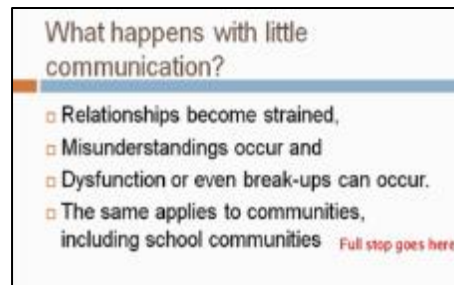 What happens with little
communication?
Relationships become strained,
Misunderstandings occur and
Dysfunction or even break-ups can occur.
The same applies to communities,
including school communities Full stop goes here